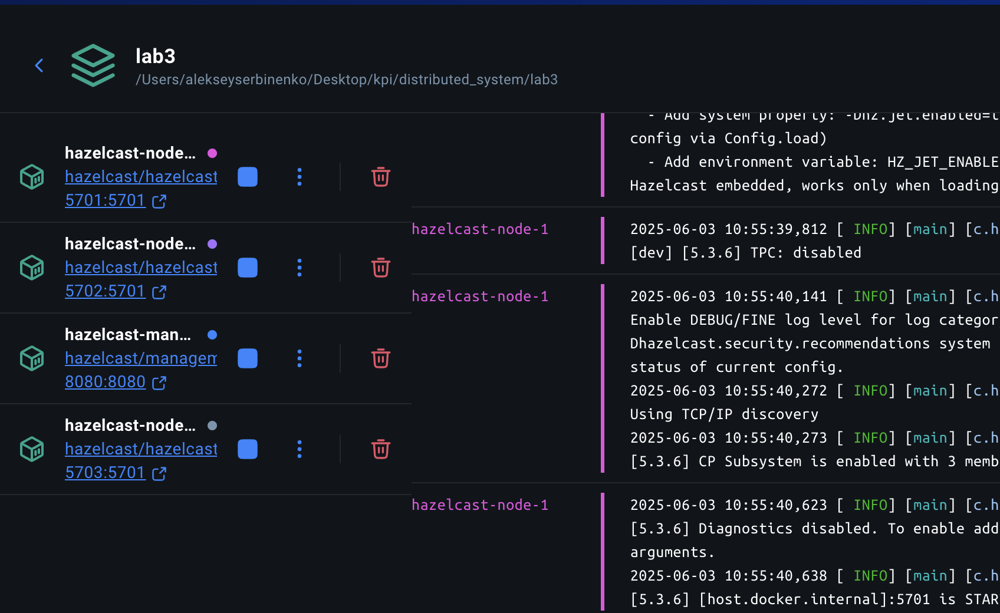 lab3
/Users/alekseyserbinenko/Desktop/kpi/distributed_system/lab3
hazelcast-node...
hazelcast/hazelcast
5701:5701
hazelcast-node...
hazelcast/hazelcast
5702:5701
hazelcast-man...
hazelcast/managem
8080:8080
hazelcast-node...
hazelcast/hazelcast
5703:5701
- Add system property: -Dhz.jet.enabled=t
config via Config.load)
- Add environment variable: HZ_JET_ENABLE
Hazelcast embedded, works only when loading
hazelcast-node-1
2025-06-03 10:55:39,812 [ INFO] [main] [c.h
[dev] [5.3.6] TPC: disabled
hazelcast-node-1
2025-06-03 10:55:40,141 [ INFO] [main] [c.h
Enable DEBUG/FINE log level for log categor
Dhazelcast.security.recommendations system
status of current config.
2025-06-03 10:55:40,272 [ INFO] [main] [c.h
Using TCP/IP discovery
2025-06-03 10:55:40,273 [ INFO] [main] [c.h
[5.3.6] CP Subsystem is enabled with 3 memb
hazelcast-node-1
2025-06-03 10:55:40,623 [ INFO] [main] [c.h
[5.3.6] Diagnostics disabled. To enable add
arguments.
2025-06-03 10:55:40,638 [ INFO] [main] [c.h
[5.3.6] [host.docker.internal]:5701 is STAR